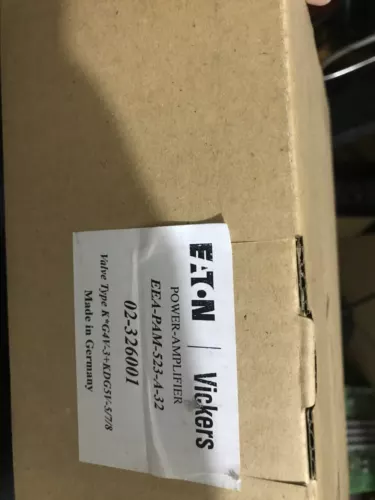 EATON | Vickers
POWER-AMPLIFIER
EEA-PAM-523-A-32
02-326001
Valve Type K*G4V-3+KDG5V-5/7/8
Made in Germany